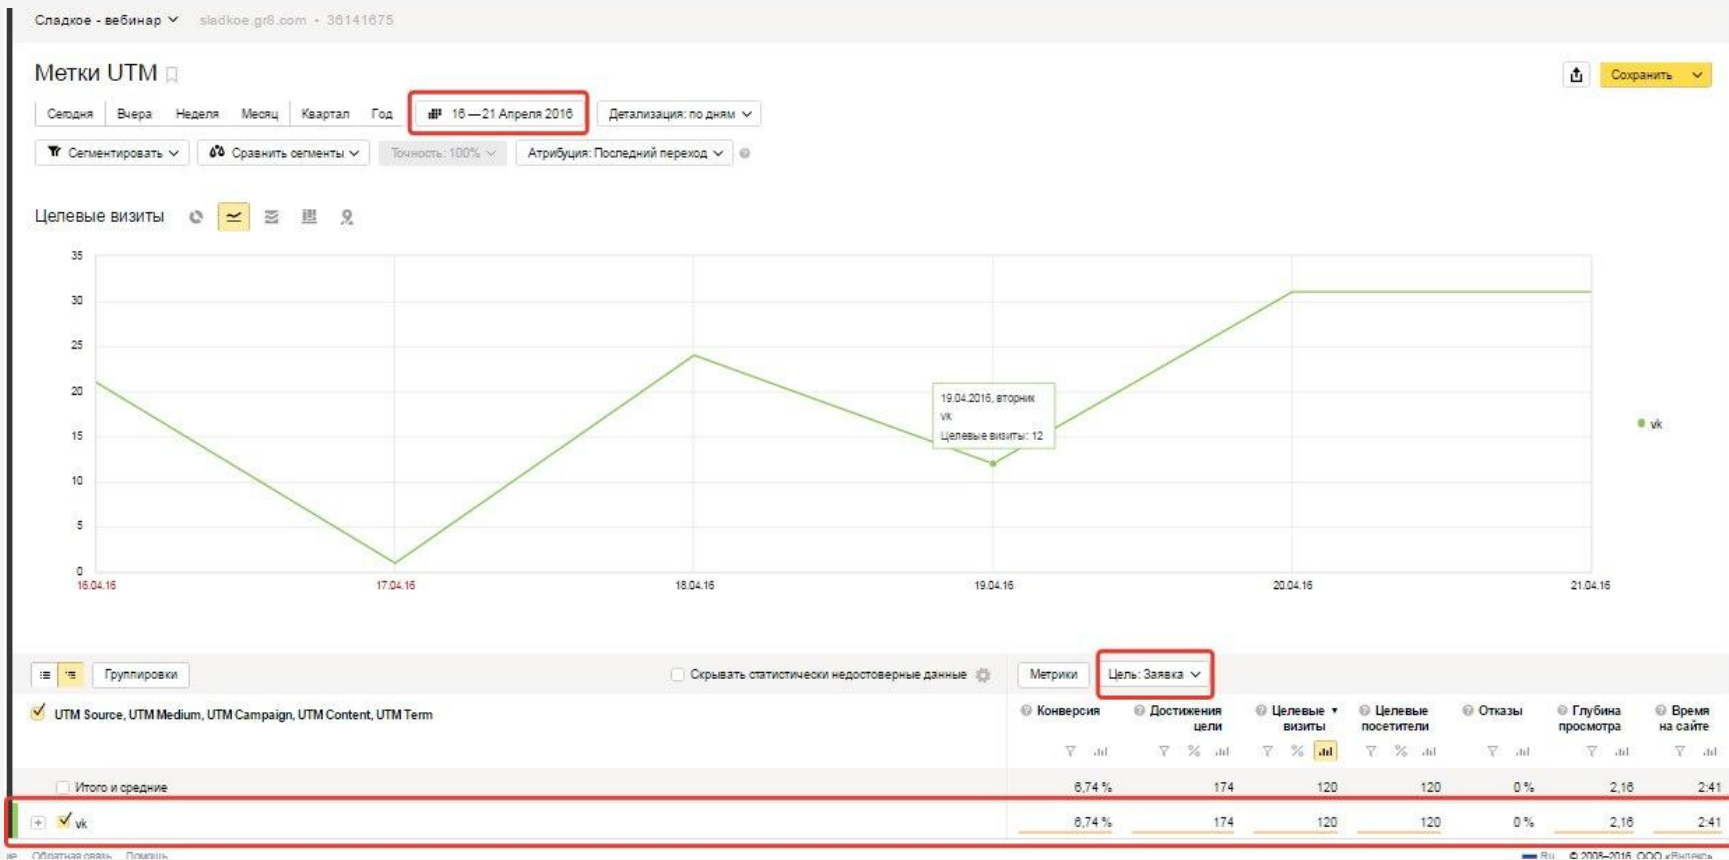 Сладкое - вебинар sladkoe.gr8.com • 36141675
Метки UTM
Сохранить
Сегодня Вчера Неделя Месяц Квартал Год 16 — 21 Апреля 2016 Детализация: по дням
Сегментировать Сравнить сегменты Точность: 100% Атрибуция: Последний переход
Целевые визиты
35
30
25
20
15
10
5
0
19.04.2016, вторник
vk
Целевые визиты: 12
vk
16.04.16 17.04.16 18.04.16 19.04.16 20.04.16 21.04.16
Группировки Скрывать статистически недостоверные данные Метрики Цель: Заявка
UTM Source, UTM Medium, UTM Campaign, UTM Content, UTM Term
Конверсия Достижения цели Целевые визиты Целевые посетители Отказы Глубина просмотра Время на сайте
Итого и средние 6,74 % 174 120 120 0 % 2,16 2:41
vk 6,74 % 174 120 120 0 % 2,16 2:41
Обратная связь Помощь Ru © 2008–2016 ООО «Яндекс»